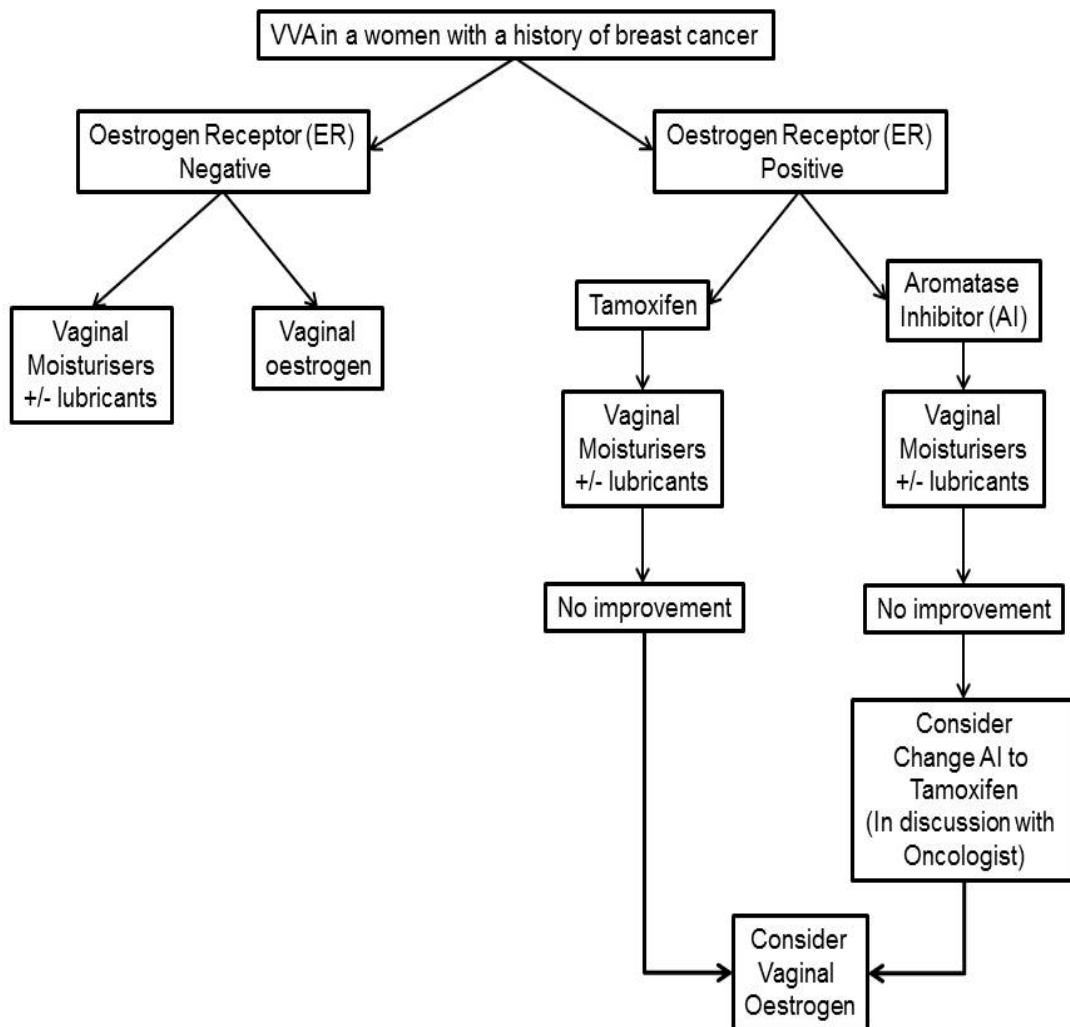 VVA in a women with a history of breast cancer
Oestrogen Receptor (ER)
Negative
Oestrogen Receptor (ER)
Positive
Vaginal
Moisturisers
+/- lubricants
Vaginal
oestrogen
Tamoxifen
Aromatase
Inhibitor (AI)
Vaginal
Moisturisers
+/- lubricants
Vaginal
Moisturisers
+/- lubricants
No improvement
No improvement
Consider
Change AI to
Tamoxifen
(In discussion with
Oncologist)
Consider
Vaginal
Oestrogen